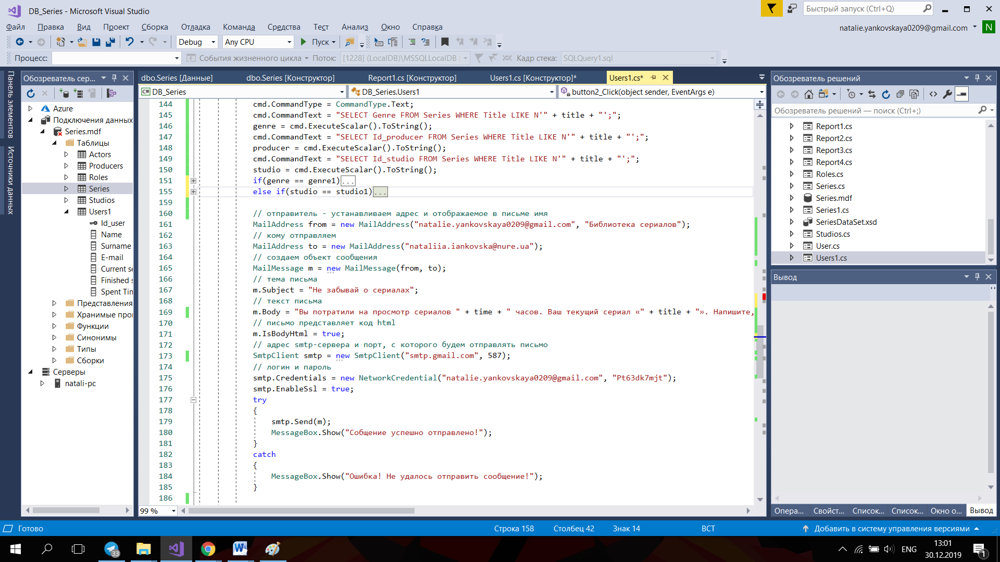 DB_Series - Microsoft Visual Studio
Быстрый запуск (Ctrl+Q)
Файл Правка Вид Проект Сборка Отладка Команда Средства Тест Анализ Окно Справка
natalie.yankovskaya0209@gmail.com N
Debug Any CPU Пуск
Процесс: События жизненного цикла Поток: [1228] (LocalDB)\MSSQLLocalDB Кадр стека: SQLQuery1.sql
Панель элементов
Источники данных
Обозреватель сер...
Azure
Подключения данных
Series.mdf
Таблицы
Actors
Producers
Roles
Series
Studios
Users1
Id_user
Name
Surname
E-mail
Current se
Finished s
Spent Tim
Представления
Хранимые про
Функции
Синонимы
Типы
Сборки
Серверы
natali-pc
dbo.Series [Данные] dbo.Series [Конструктор] Report1.cs [Конструктор] Users1.cs [Конструктор]* Users1.cs*
C# DB_Series DB_Series.Users1 button2_Click(object sender, EventArgs e)
144 cmd.CommandType = CommandType.Text;
145 cmd.CommandText = "SELECT Genre FROM Series WHERE Title LIKE N'" + title + "';";
146 genre = cmd.ExecuteScalar().ToString();
147 cmd.CommandText = "SELECT Id_producer FROM Series WHERE Title LIKE N'" + title + "';";
148 producer = cmd.ExecuteScalar().ToString();
149 cmd.CommandText = "SELECT Id_studio FROM Series WHERE Title LIKE N'" + title + "';";
150 studio = cmd.ExecuteScalar().ToString();
151 if(genre == genre1)...
155 else if(studio == studio1)...
159
160 // отправитель - устанавливаем адрес и отображаемое в письме имя
161 MailAddress from = new MailAddress("natalie.yankovskaya0209@gmail.com", "Библиотека сериалов");
162 // кому отправляем
163 MailAddress to = new MailAddress("nataliia.iankovska@nure.ua");
164 // создаем объект сообщения
165 MailMessage m = new MailMessage(from, to);
166 // тема письма
167 m.Subject = "Не забывай о сериалах";
168 // текст письма
169 m.Body = "Вы потратили на просмотр сериалов " + time + " часов. Ваш текущий сериал «" + title + "». Напишите,
170 // письмо представляет код html
171 m.IsBodyHtml = true;
172 // адрес smtp-сервера и порт, с которого будем отправлять письмо
173 SmtpClient smtp = new SmtpClient("smtp.gmail.com", 587);
174 // логин и пароль
175 smtp.Credentials = new NetworkCredential("natalie.yankovskaya0209@gmail.com", "Pt63dk7mjt");
176 smtp.EnableSsl = true;
177 try
178 {
179 smtp.Send(m);
180 MessageBox.Show("Собщение успешно отправлено!");
181 }
182 catch
183 {
184 MessageBox.Show("Ошибка! Не удалось отправить сообщение!");
185 }
186
99 %
Обозреватель решений
Обозреватель решений — поиск (Ctrl+;)
Report1.cs
Report2.cs
Report3.cs
Report4.cs
Roles.cs
Series.cs
Series.mdf
Series1.cs
SeriesDataSet.xsd
Studios.cs
User.cs
Users1.cs
Вывод
Опера... Свойст... Список... Список... Окно о... Вывод
Готово Строка 158 Столбец 42 Знак 14 ВСТ Добавить в систему управления версиями
33
ENG
13:01
30.12.2019
1